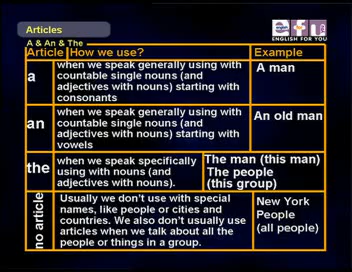 Articles
efnu
ENGLISH FOR YOU
A & An & The
Article How we use? Example
a
when we speak generally using with
countable single nouns (and
adjectives with nouns) starting with
consonants
A man
an
when we speak generally using with
countable single nouns (and
adjectives with nouns) starting with
vowels
An old man
the
when we speak specifically
using with nouns (and
adjectives with nouns).
The man (this man)
The people
(this group)
no article
Usually we don't use with special
names, like people or cities and
countries. We also don't usually use
articles when we talk about all the
people or things in a group.
New York
People
(all people)